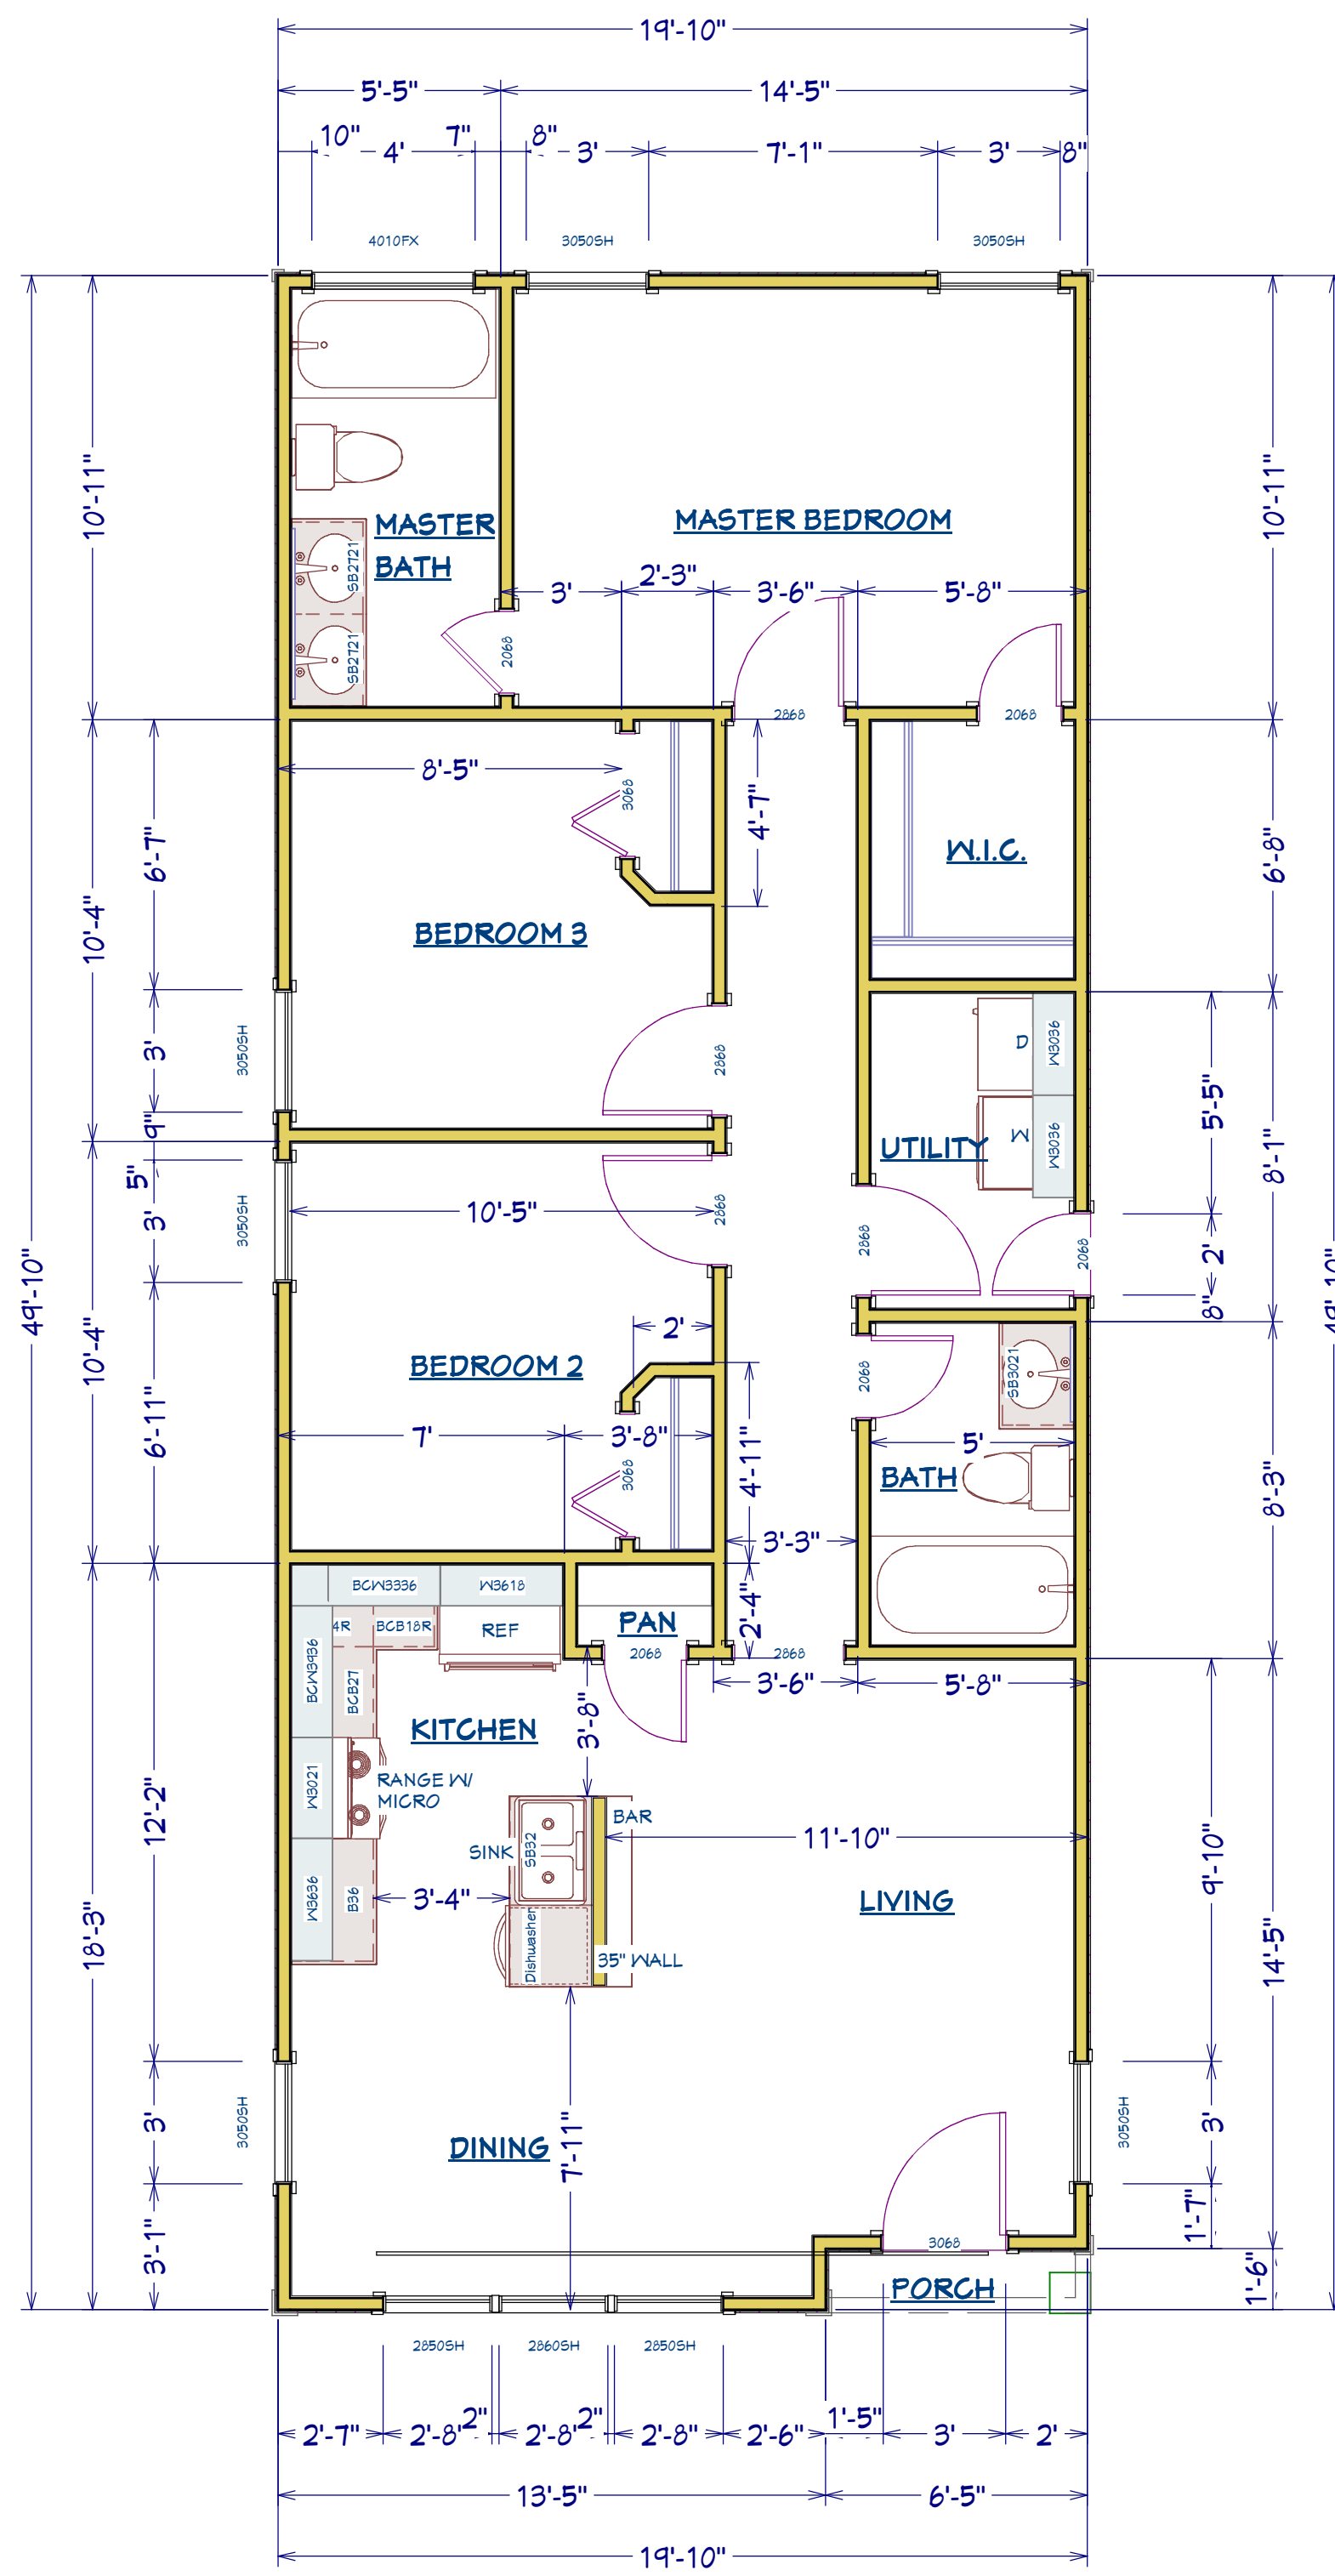 19'-10"
5'-5" 14'-5"
10" 4' 7" 8" 3' 7'-1" 3' 8"
4010FX 3050SH 3050SH
10'-11"
10'-11"
MASTER
BATH
MASTER BEDROOM
SB2721
SB2721
3' 2'-3" 3'-6" 5'-8"
2068
2868 2068
8'-5"
3068
4'-7"
6'-7"
10'-4"
W.I.C.
6'-8"
BEDROOM 3
3050SH
3'
9"
2868
D
W3036
W
W3036
UTILITY
5'-5"
8'-1"
5"
3'
3050SH
10'-5"
2868
2868
2068
2'
8"
49'-10"
49'-10"
10'-4"
6'-11"
2'
BEDROOM 2
2068
SB3021
7' 3'-8"
3068
4'-11"
5'
BATH
8'-3"
3'-3"
BCW3336 W3618
4R BCB18R REF
PAN
2'-4"
2068 2868
3'-6" 5'-8"
BCW3936
BCB27
3'-8"
KITCHEN
W3021
RANGE W/
MICRO
BAR
SINK
SB32
11'-10"
12'-2"
18'-3"
W3636
B36
3'-4"
LIVING
9'-10"
14'-5"
Dishwasher
35" WALL
3'
3050SH
DINING
7'-11"
3050SH
3'
3'-1"
1'-7"
3068
PORCH
1'-6"
2850SH 2860SH 2850SH
2'-7" 2'-8" 2" 2'-8" 2" 2'-8" 2'-6" 1'-5" 3' 2'
13'-5" 6'-5"
19'-10"